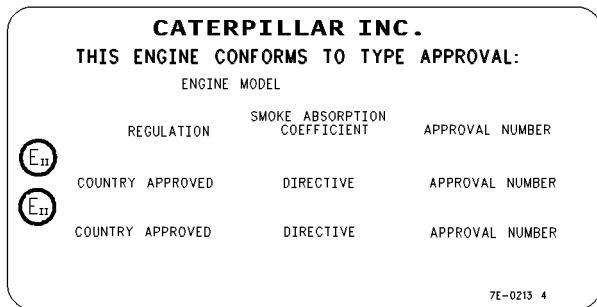 CATERPILLAR INC.
THIS ENGINE CONFORMS TO TYPE APPROVAL:
ENGINE MODEL
REGULATION SMOKE ABSORPTION COEFFICIENT APPROVAL NUMBER
E11
COUNTRY APPROVED DIRECTIVE APPROVAL NUMBER
E11
COUNTRY APPROVED DIRECTIVE APPROVAL NUMBER
7E-0213 4